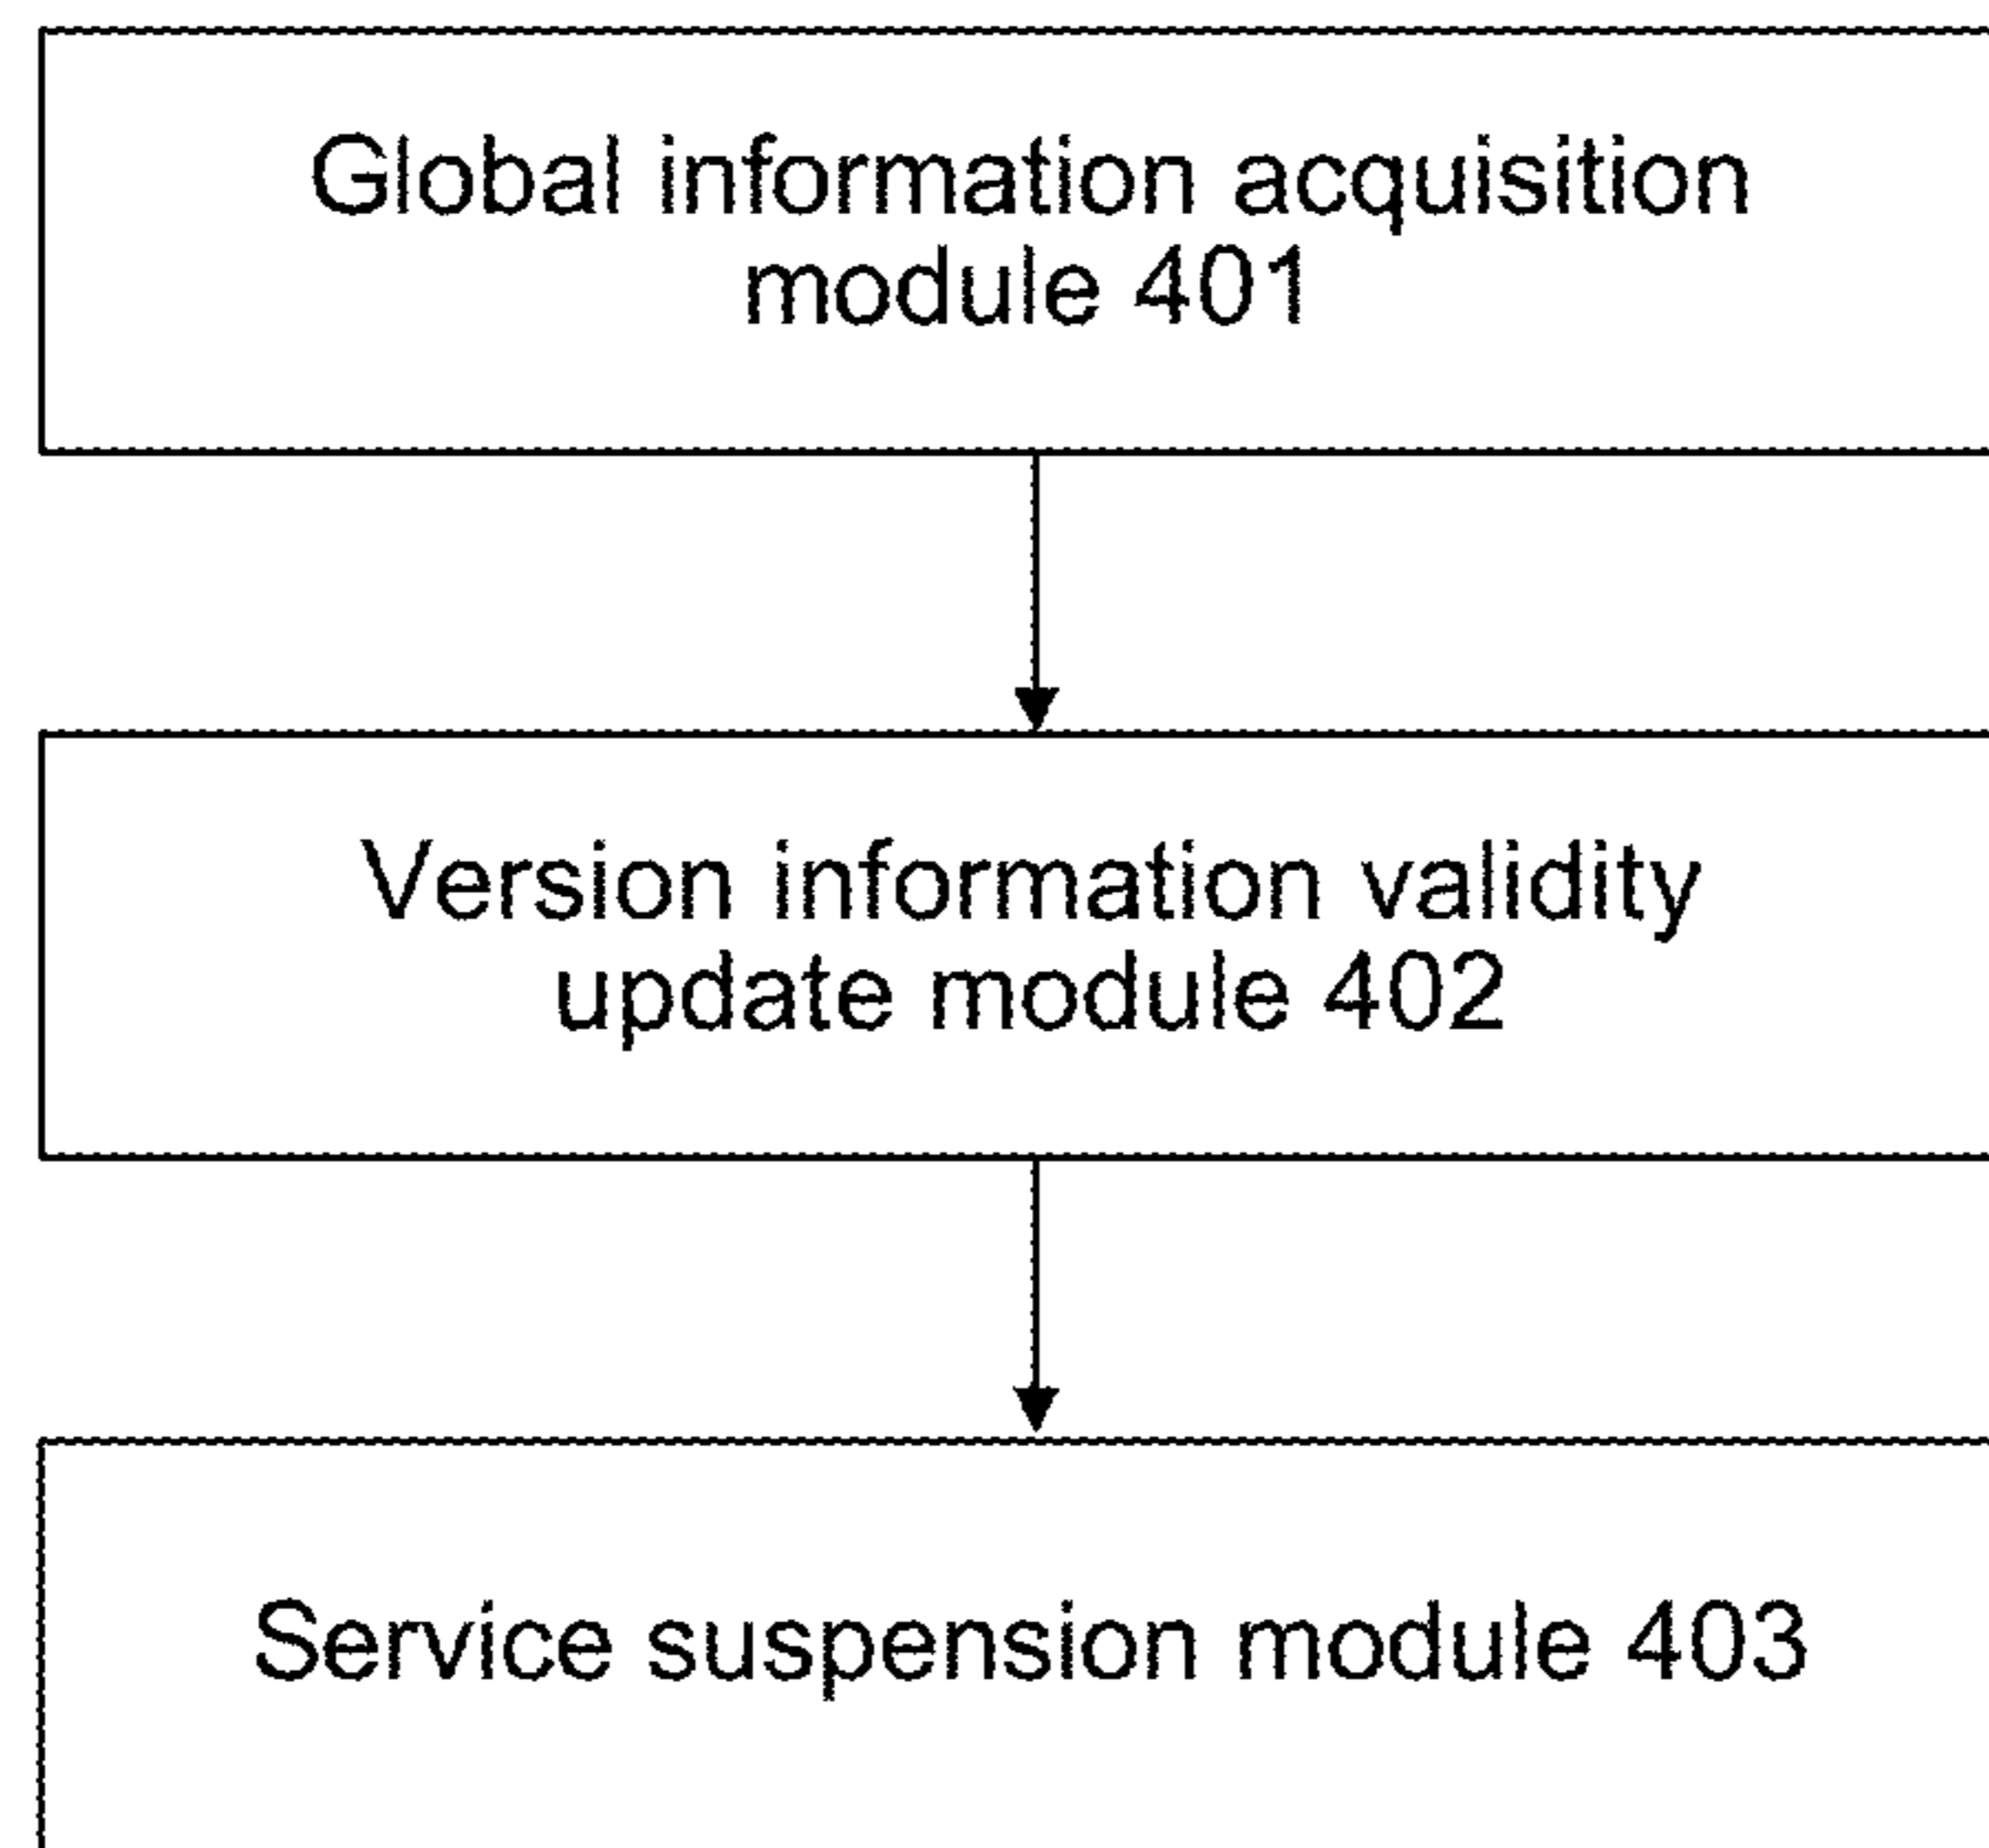 Global information acquisition
module 401
Version information validity
update module 402
Service suspension module 403